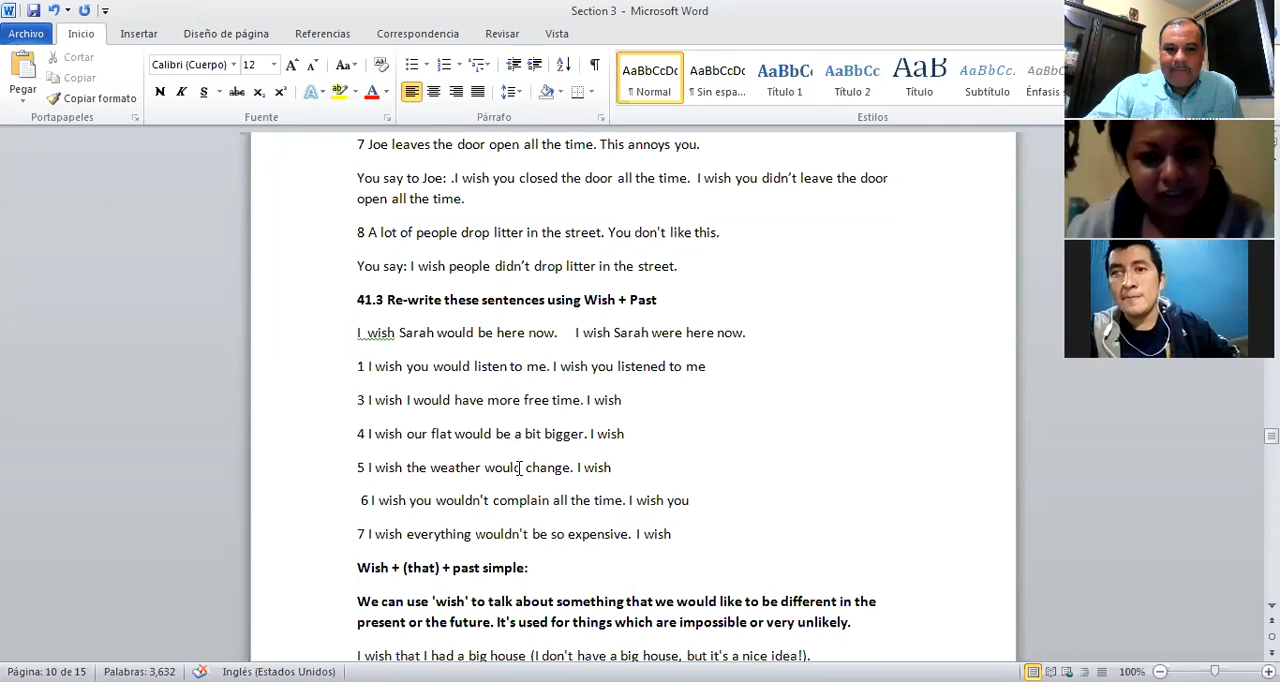 Section 3 - Microsoft Word
Archivo Inicio Insertar Diseño de página Referencias Correspondencia Revisar Vista
Pegar
Cortar
Copiar
Copiar formato
Portapapeles
Calibri (Cuerpo) 12
Fuente
Párrafo
AaBbCcDc AaBbCcDc AaBbC AaBbCc AaB AaBbCc.
¶ Normal ¶ Sin espa... Título 1 Título 2 Título Subtítulo Énfasis
Estilos
7 Joe leaves the door open all the time. This annoys you.
You say to Joe: .I wish you closed the door all the time. I wish you didn't leave the door
open all the time.
8 A lot of people drop litter in the street. You don't like this.
You say: I wish people didn't drop litter in the street.
41.3 Re-write these sentences using Wish + Past
I wish Sarah would be here now. I wish Sarah were here now.
1 I wish you would listen to me. I wish you listened to me
3 I wish I would have more free time. I wish
4 I wish our flat would be a bit bigger. I wish
5 I wish the weather would change. I wish
6 I wish you wouldn't complain all the time. I wish you
7 I wish everything wouldn't be so expensive. I wish
Wish + (that) + past simple:
We can use 'wish' to talk about something that we would like to be different in the
present or the future. It's used for things which are impossible or very unlikely.
I wish that I had a big house (I don't have a big house, but it's a nice idea!).
Página: 10 de 15 Palabras: 3,632 Inglés (Estados Unidos) 100%